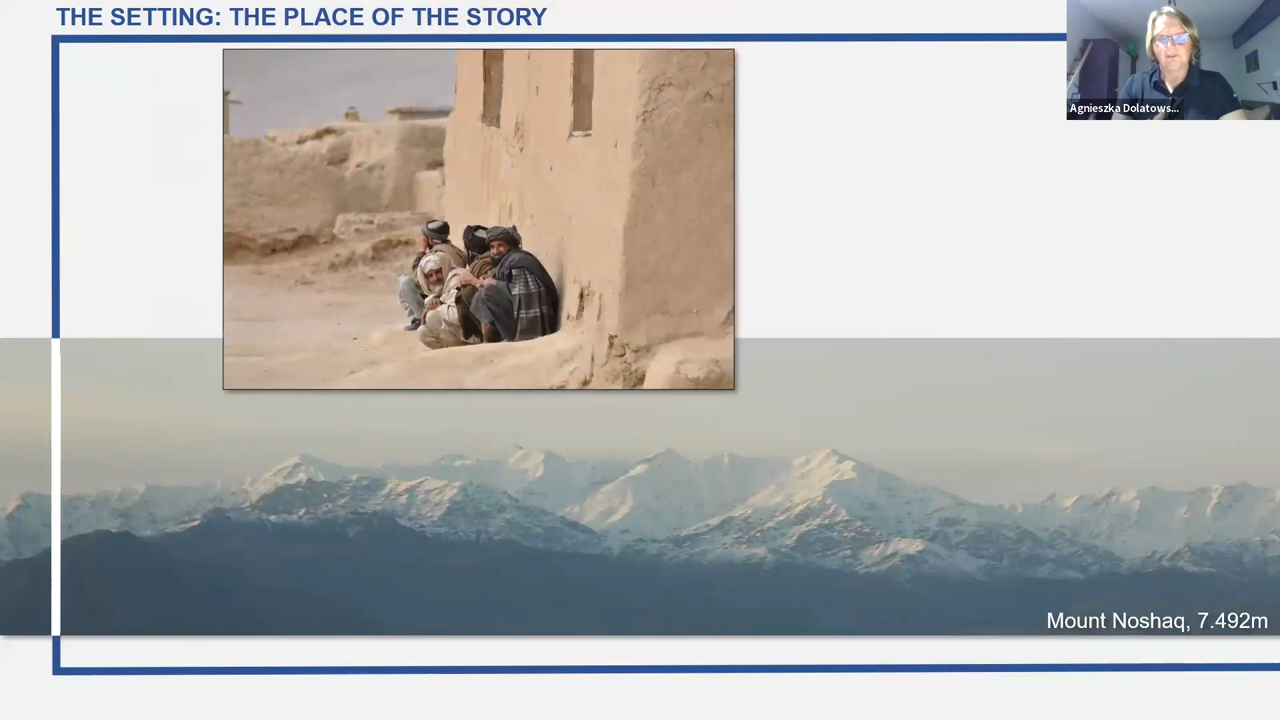 THE SETTING: THE PLACE OF THE STORY
Agnieszka Dolatows...
Mount Noshaq, 7.492m